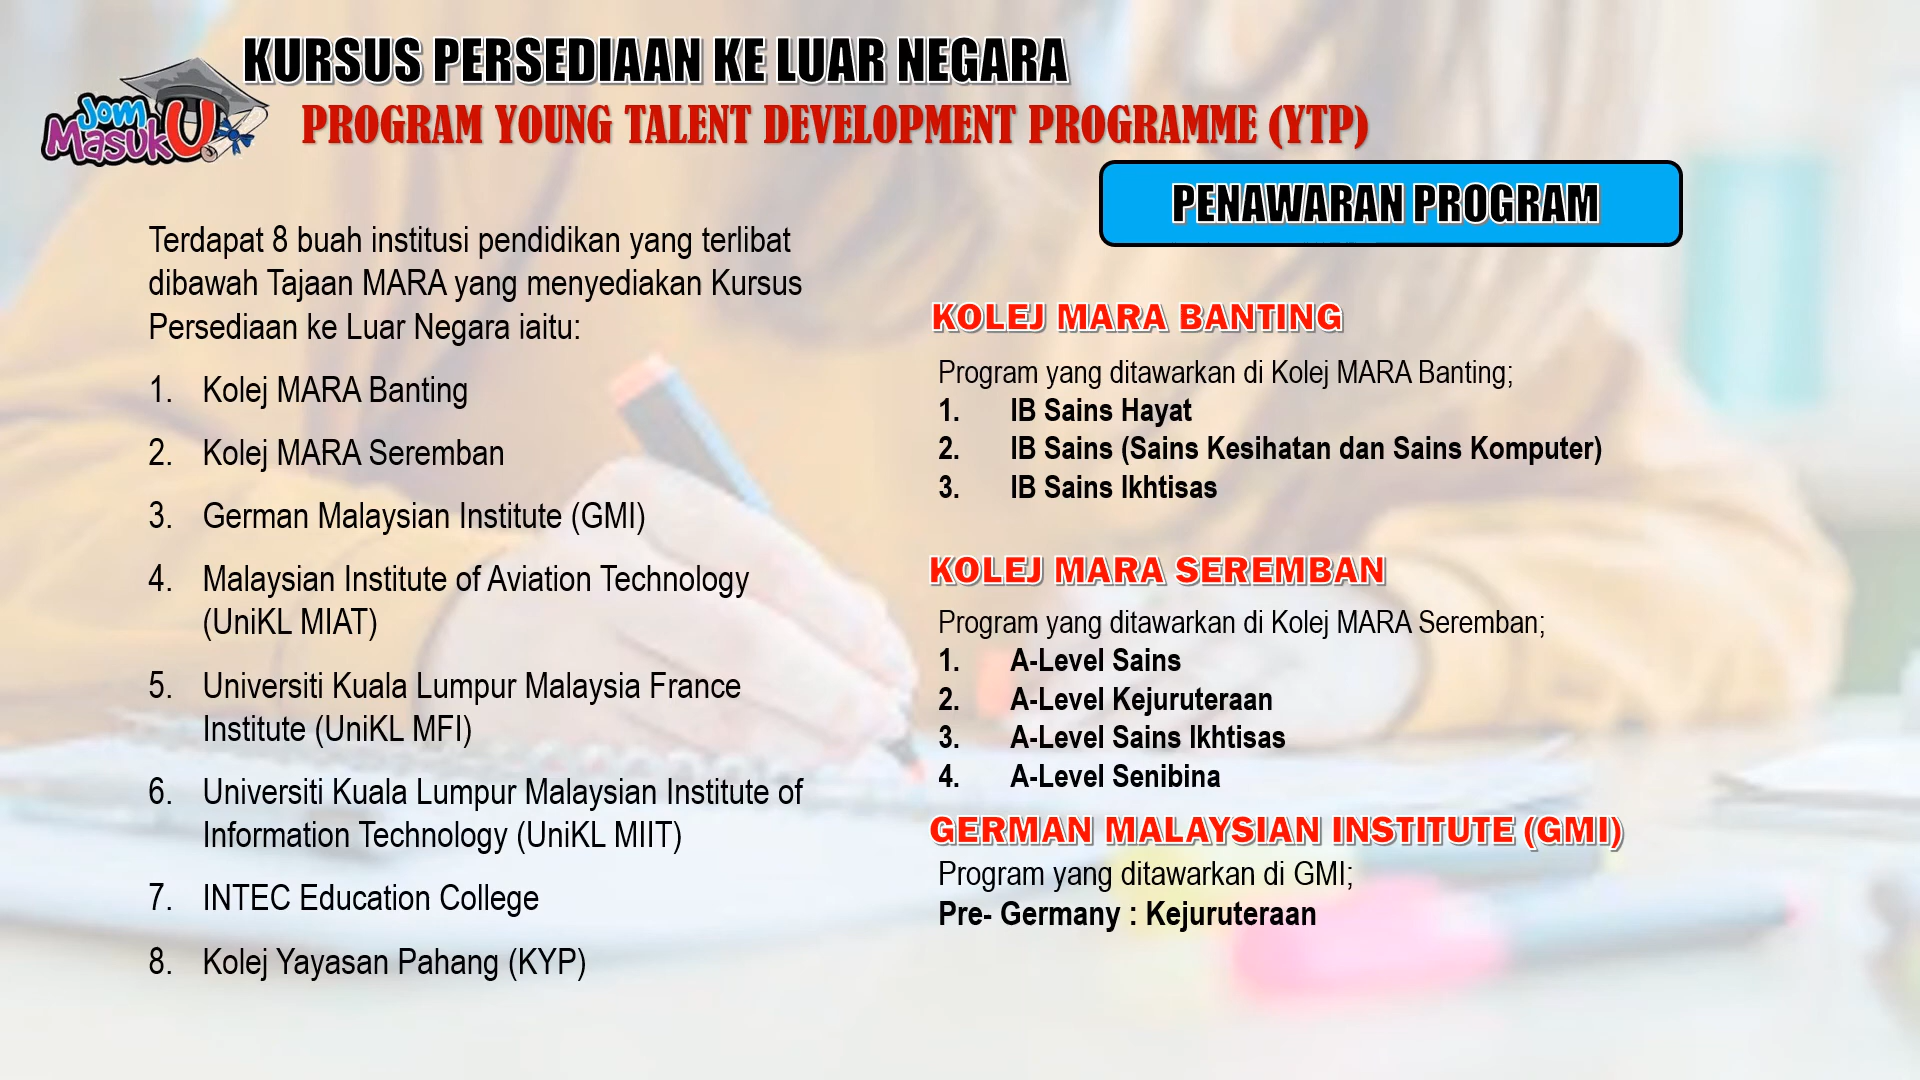 KURSUS PERSEDIAAN KE LUAR NEGARA
Jom
MasukU
PROGRAM YOUNG TALENT DEVELOPMENT PROGRAMME (YTP)
Terdapat 8 buah institusi pendidikan yang terlibat
dibawah Tajaan MARA yang menyediakan Kursus
Persediaan ke Luar Negara iaitu:
1. Kolej MARA Banting
2. Kolej MARA Seremban
3. German Malaysian Institute (GMI)
4. Malaysian Institute of Aviation Technology
(UniKL MIAT)
5. Universiti Kuala Lumpur Malaysia France
Institute (UniKL MFI)
6. Universiti Kuala Lumpur Malaysian Institute of
Information Technology (UniKL MIIT)
7. INTEC Education College
8. Kolej Yayasan Pahang (KYP)
PENAWARAN PROGRAM
KOLEJ MARA BANTING
Program yang ditawarkan di Kolej MARA Banting;
1. IB Sains Hayat
2. IB Sains (Sains Kesihatan dan Sains Komputer)
3. IB Sains Ikhtisas
KOLEJ MARA SEREMBAN
Program yang ditawarkan di Kolej MARA Seremban;
1. A-Level Sains
2. A-Level Kejuruteraan
3. A-Level Sains Ikhtisas
4. A-Level Senibina
GERMAN MALAYSIAN INSTITUTE (GMI)
Program yang ditawarkan di GMI;
Pre- Germany : Kejuruteraan